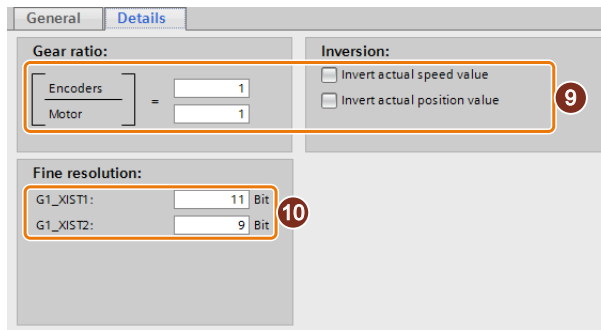 General Details
Gear ratio:
Encoders
Motor
=
1
1
Inversion:
Invert actual speed value
Invert actual position value
9
Fine resolution:
G1_XIST1: 11 Bit
G1_XIST2: 9 Bit
10